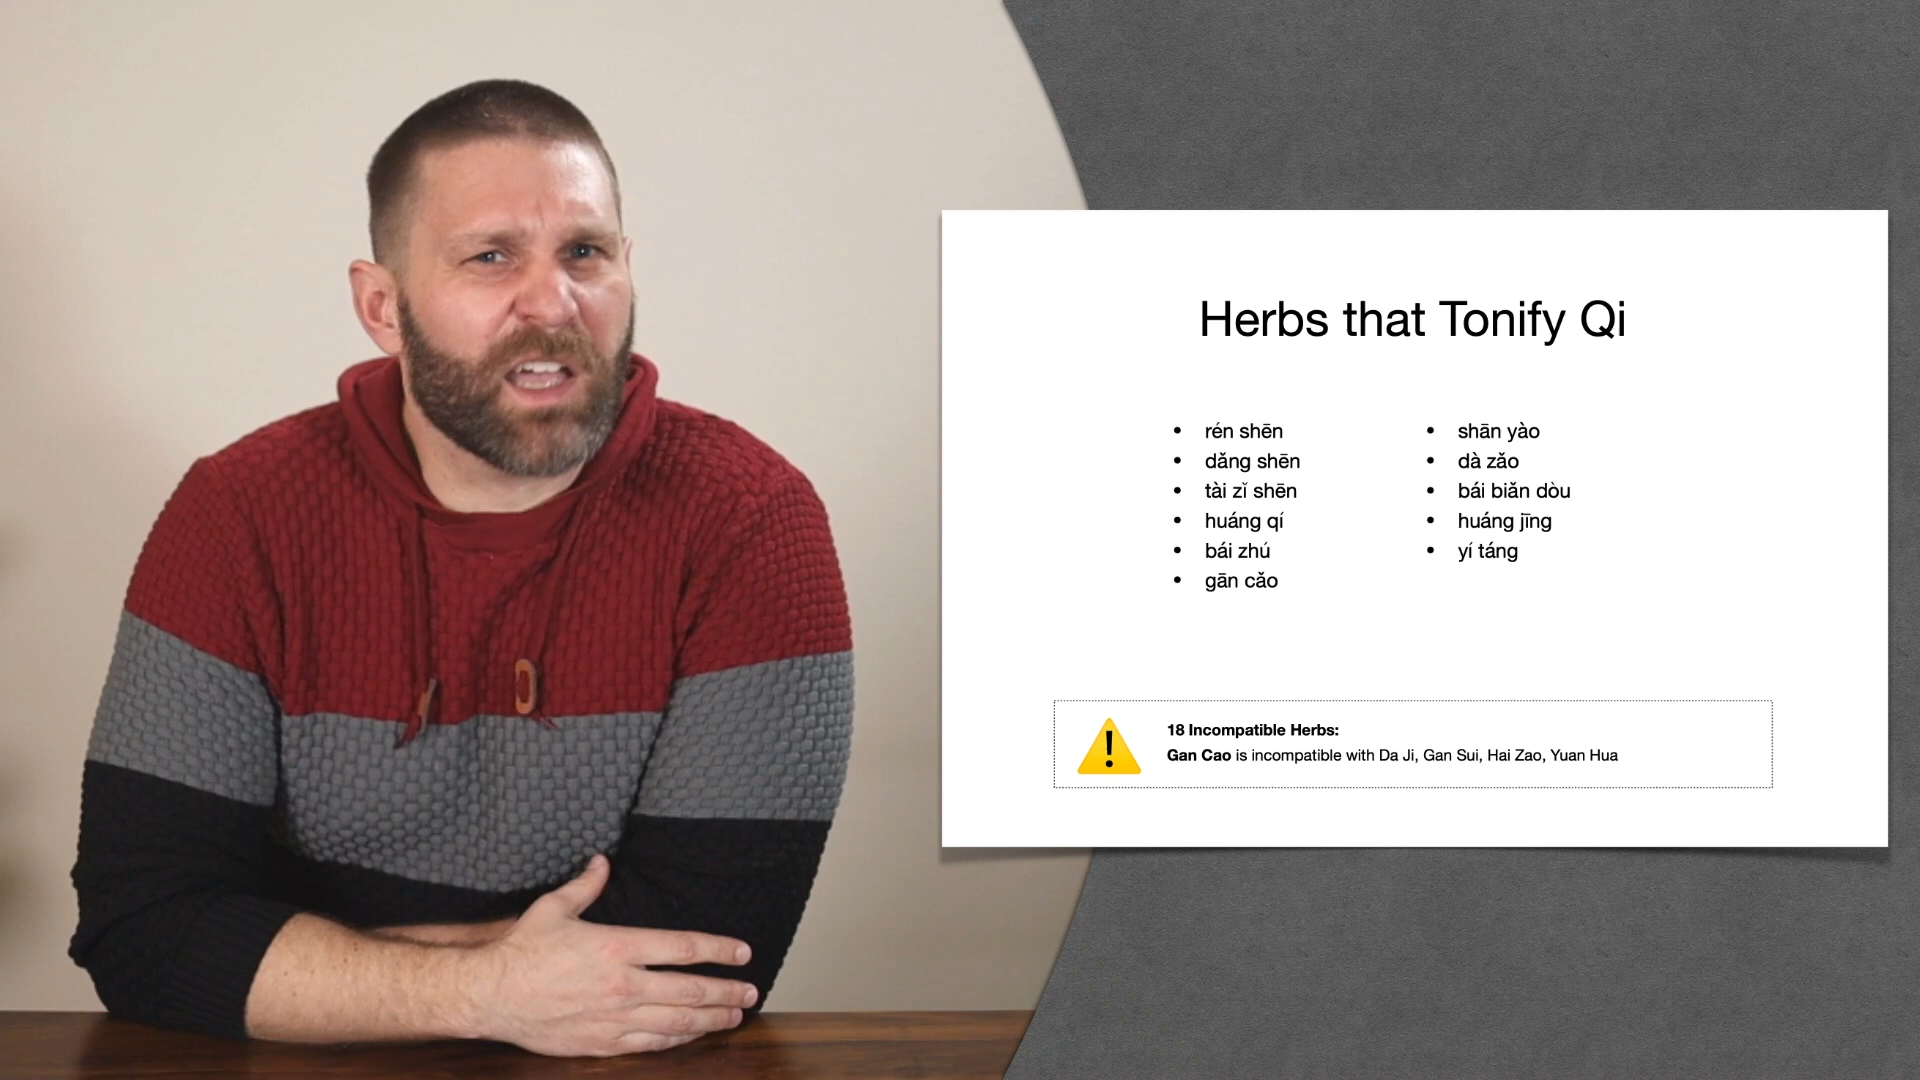 Herbs that Tonify Qi
• rén shēn
• dǎng shēn
• tài zǐ shēn
• huáng qí
• bái zhú
• gān cǎo
• shān yào
• dà zǎo
• bái biǎn dòu
• huáng jīng
• yí táng
18 Incompatible Herbs:
Gan Cao is incompatible with Da Ji, Gan Sui, Hai Zao, Yuan Hua